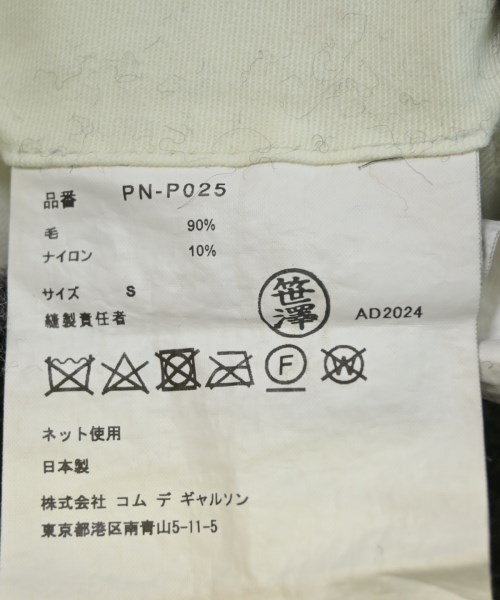 品番 PN-P025
毛 90%
ナイロン 10%
サイズ S
縫製責任者 笹澤 AD2024
F W
ネット使用
日本製
株式会社 コム デ ギャルソン
東京都港区南青山5-11-5